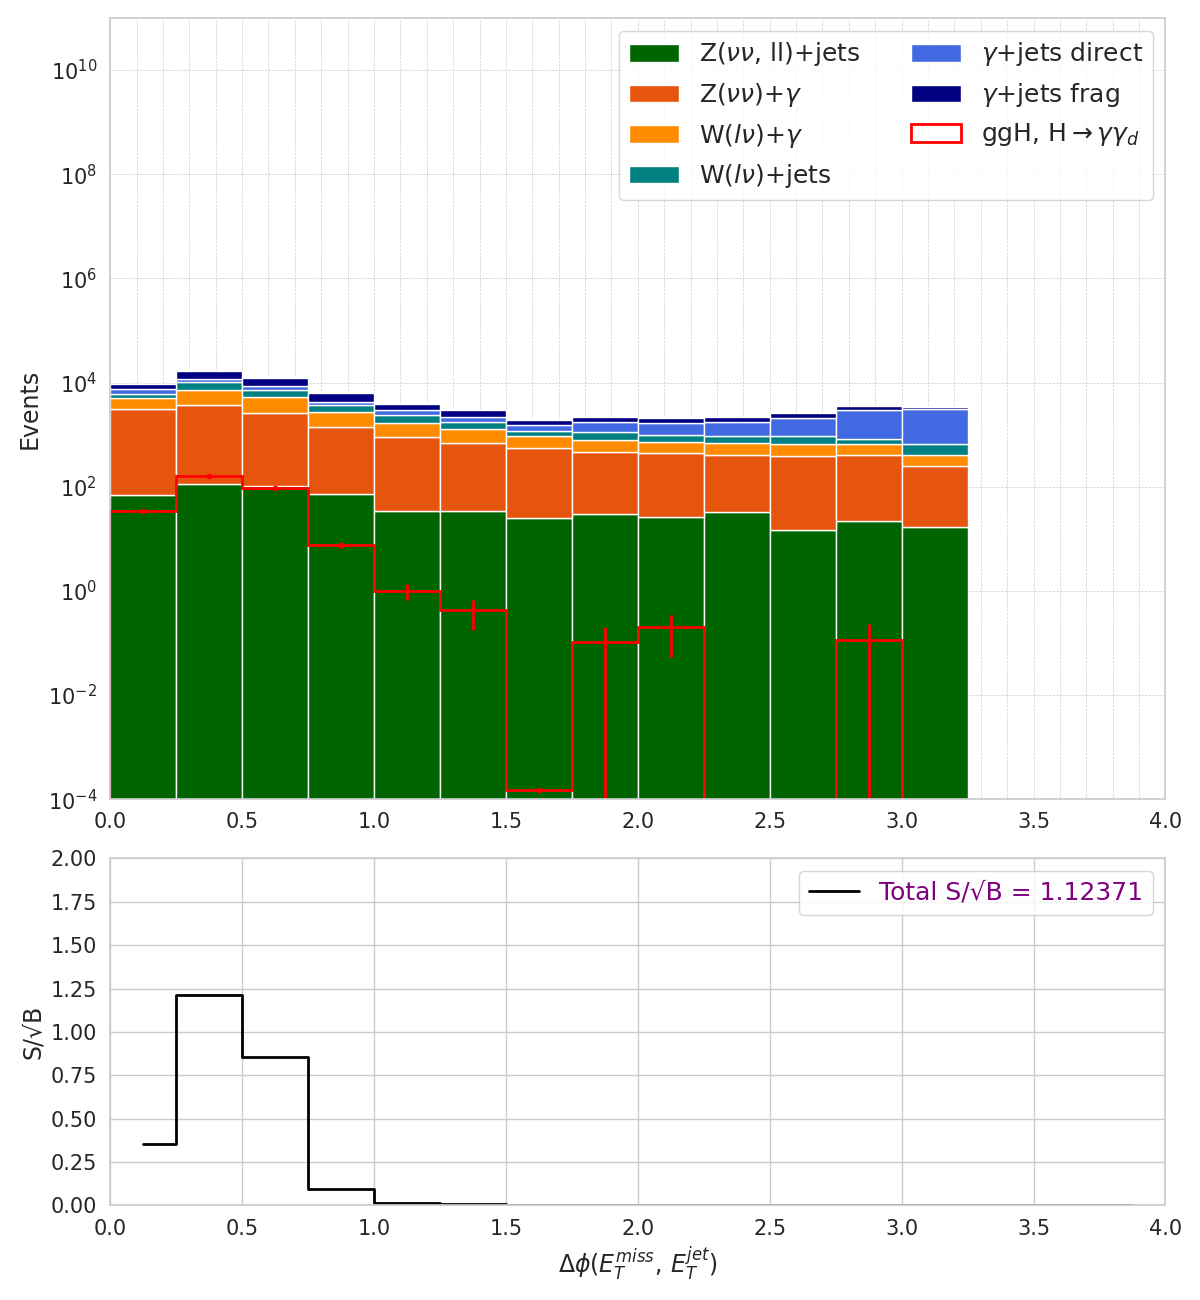 Z(νν, ll)+jets
Z(νν)+γ
W(lν)+γ
W(lν)+jets
γ+jets direct
γ+jets frag
ggH, H→γγ_d
Events
10^10
10^8
10^6
10^4
10^2
10^0
10^−2
10^−4
0.0 0.5 1.0 1.5 2.0 2.5 3.0 3.5 4.0
Total S/√B = 1.12371
S/√B
2.00
1.75
1.50
1.25
1.00
0.75
0.50
0.25
0.00
0.0 0.5 1.0 1.5 2.0 2.5 3.0 3.5 4.0
Δϕ(E_T^miss, E_T^jet)